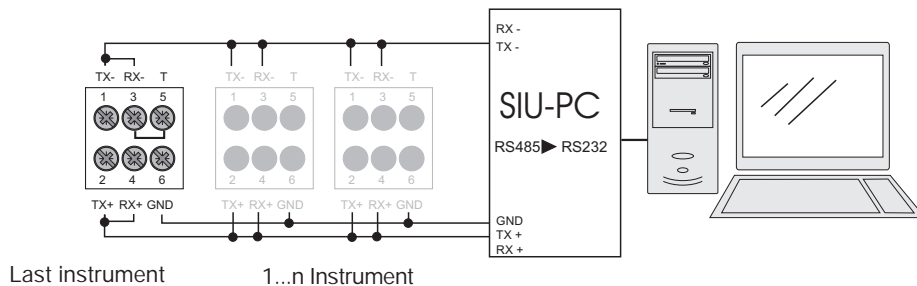 RX -
TX -
TX- RX- T
TX- RX- T
TX- RX- T
1 3 5
1 3 5
1 3 5
SIU-PC
RS485 ▶ RS232
2 4 6
2 4 6
2 4 6
TX+ RX+ GND
TX+ RX+ GND
TX+ RX+ GND
GND
TX +
RX +
Last instrument
1...n Instrument